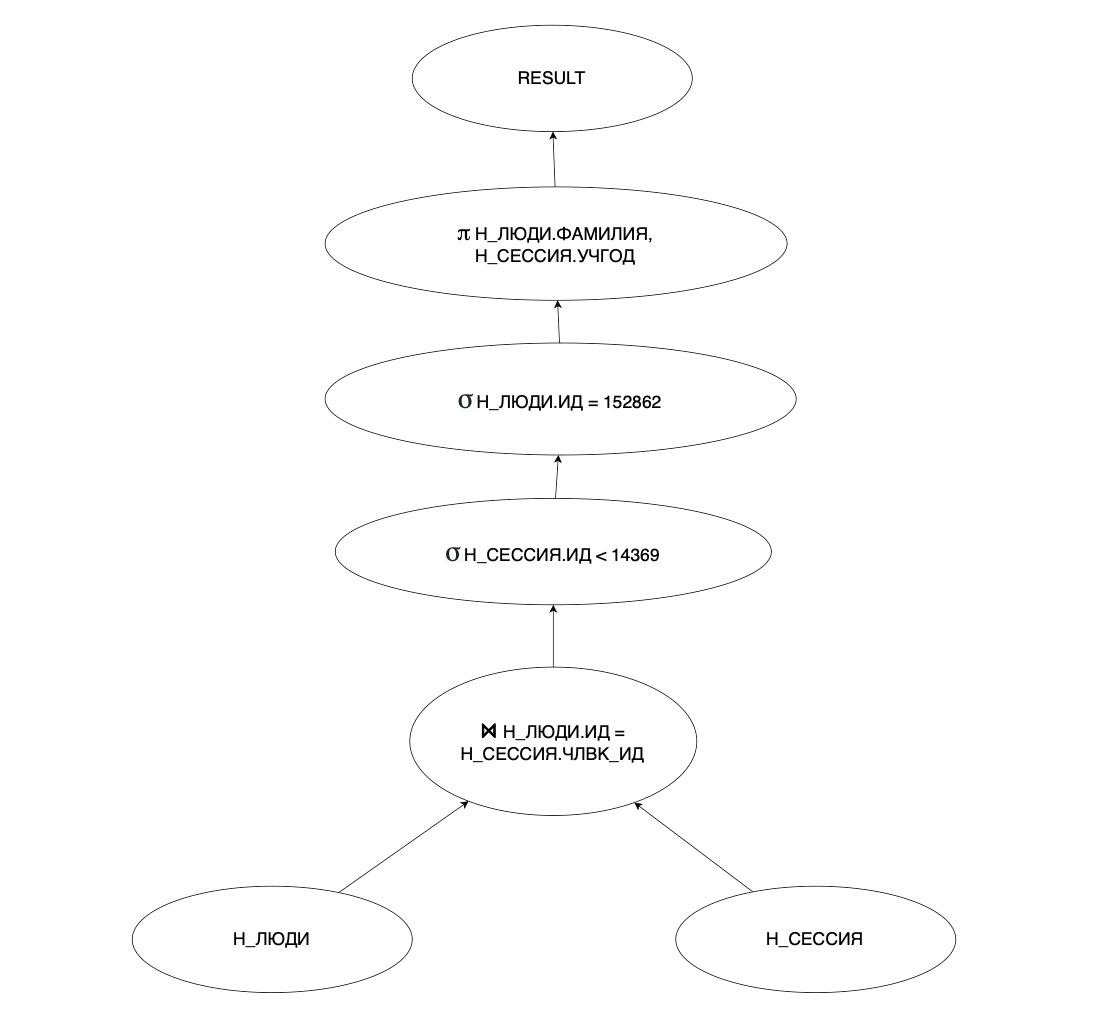 RESULT
π Н_ЛЮДИ.ФАМИЛИЯ,
Н_СЕССИЯ.УЧГОД
σ Н_ЛЮДИ.ИД = 152862
σ Н_СЕССИЯ.ИД < 14369
⋈ Н_ЛЮДИ.ИД =
Н_СЕССИЯ.ЧЛВК_ИД
Н_ЛЮДИ
Н_СЕССИЯ